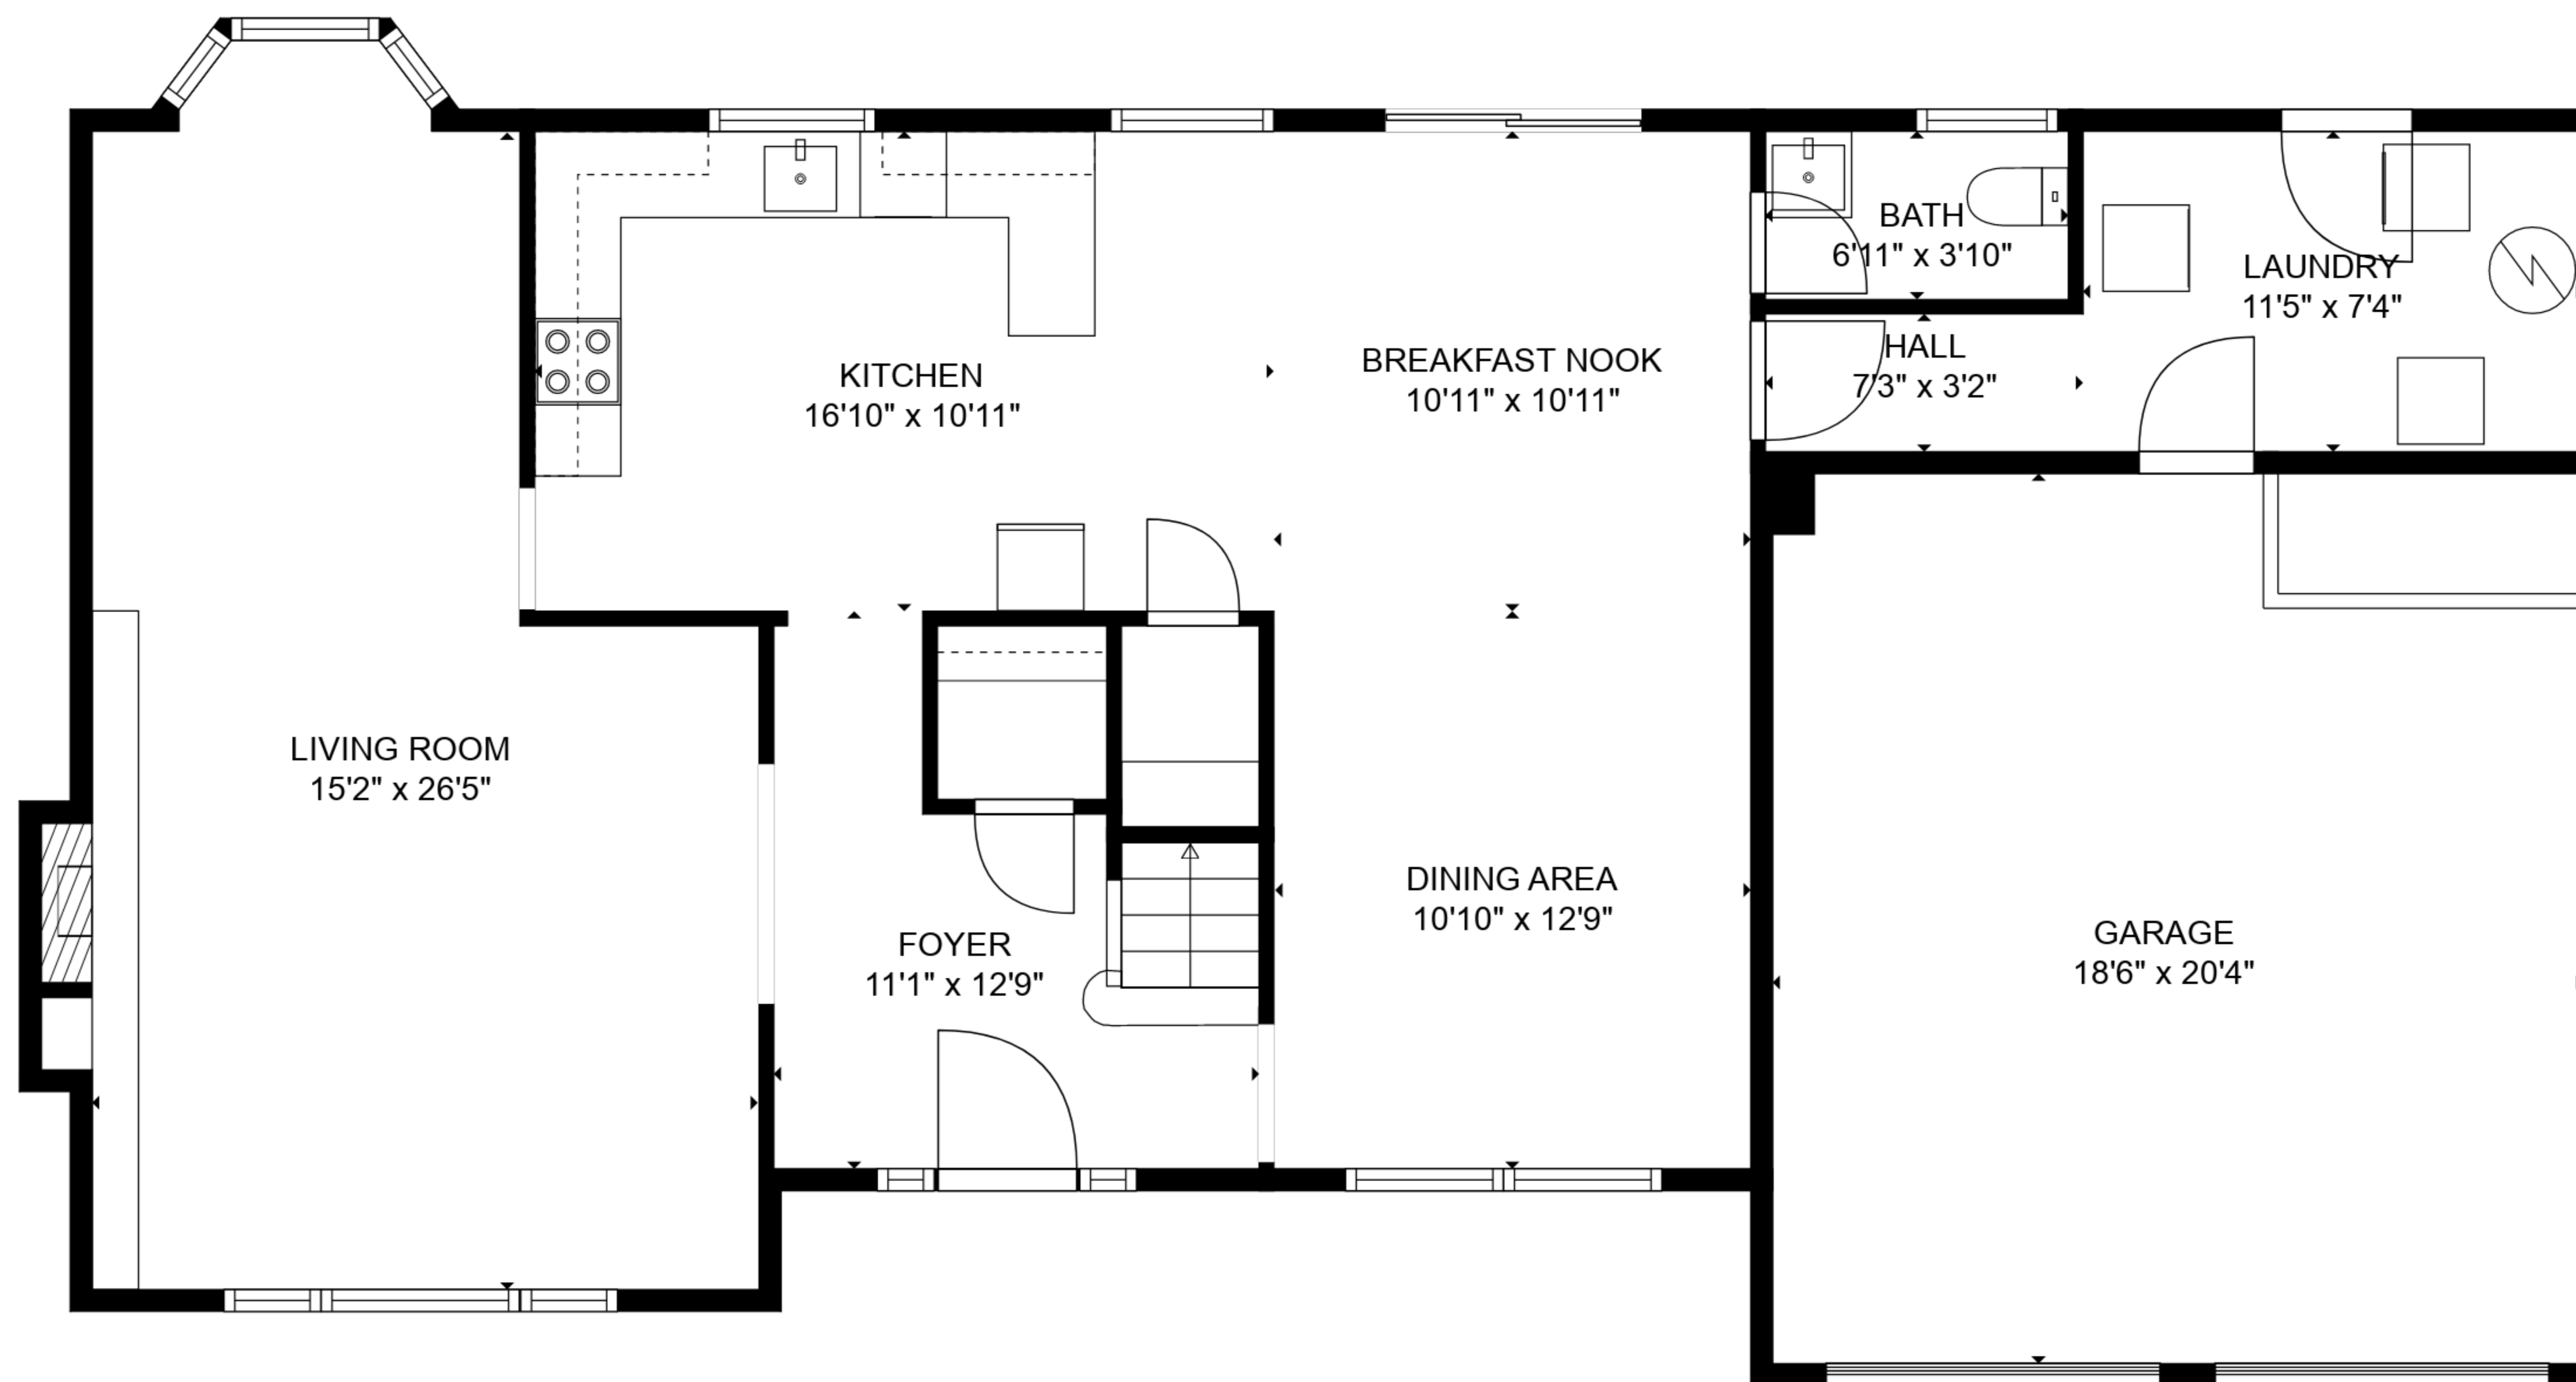 BATH
6'11" x 3'10"
LAUNDRY
11'5" x 7'4"
HALL
7'3" x 3'2"
KITCHEN
16'10" x 10'11"
BREAKFAST NOOK
10'11" x 10'11"
LIVING ROOM
15'2" x 26'5"
DINING AREA
10'10" x 12'9"
FOYER
11'1" x 12'9"
GARAGE
18'6" x 20'4"